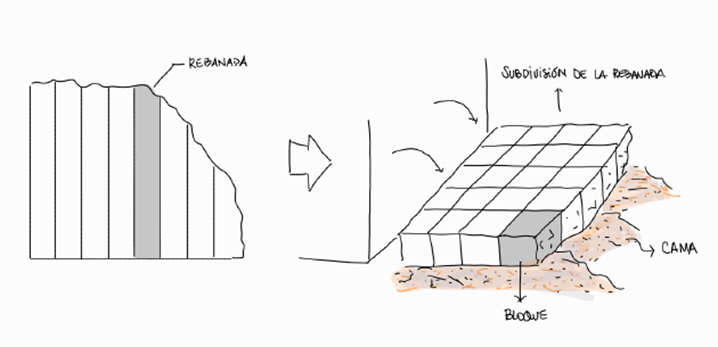 REBANADA
SUBDIVISIÓN DE LA REBANADA
CAMA
BLOQUE